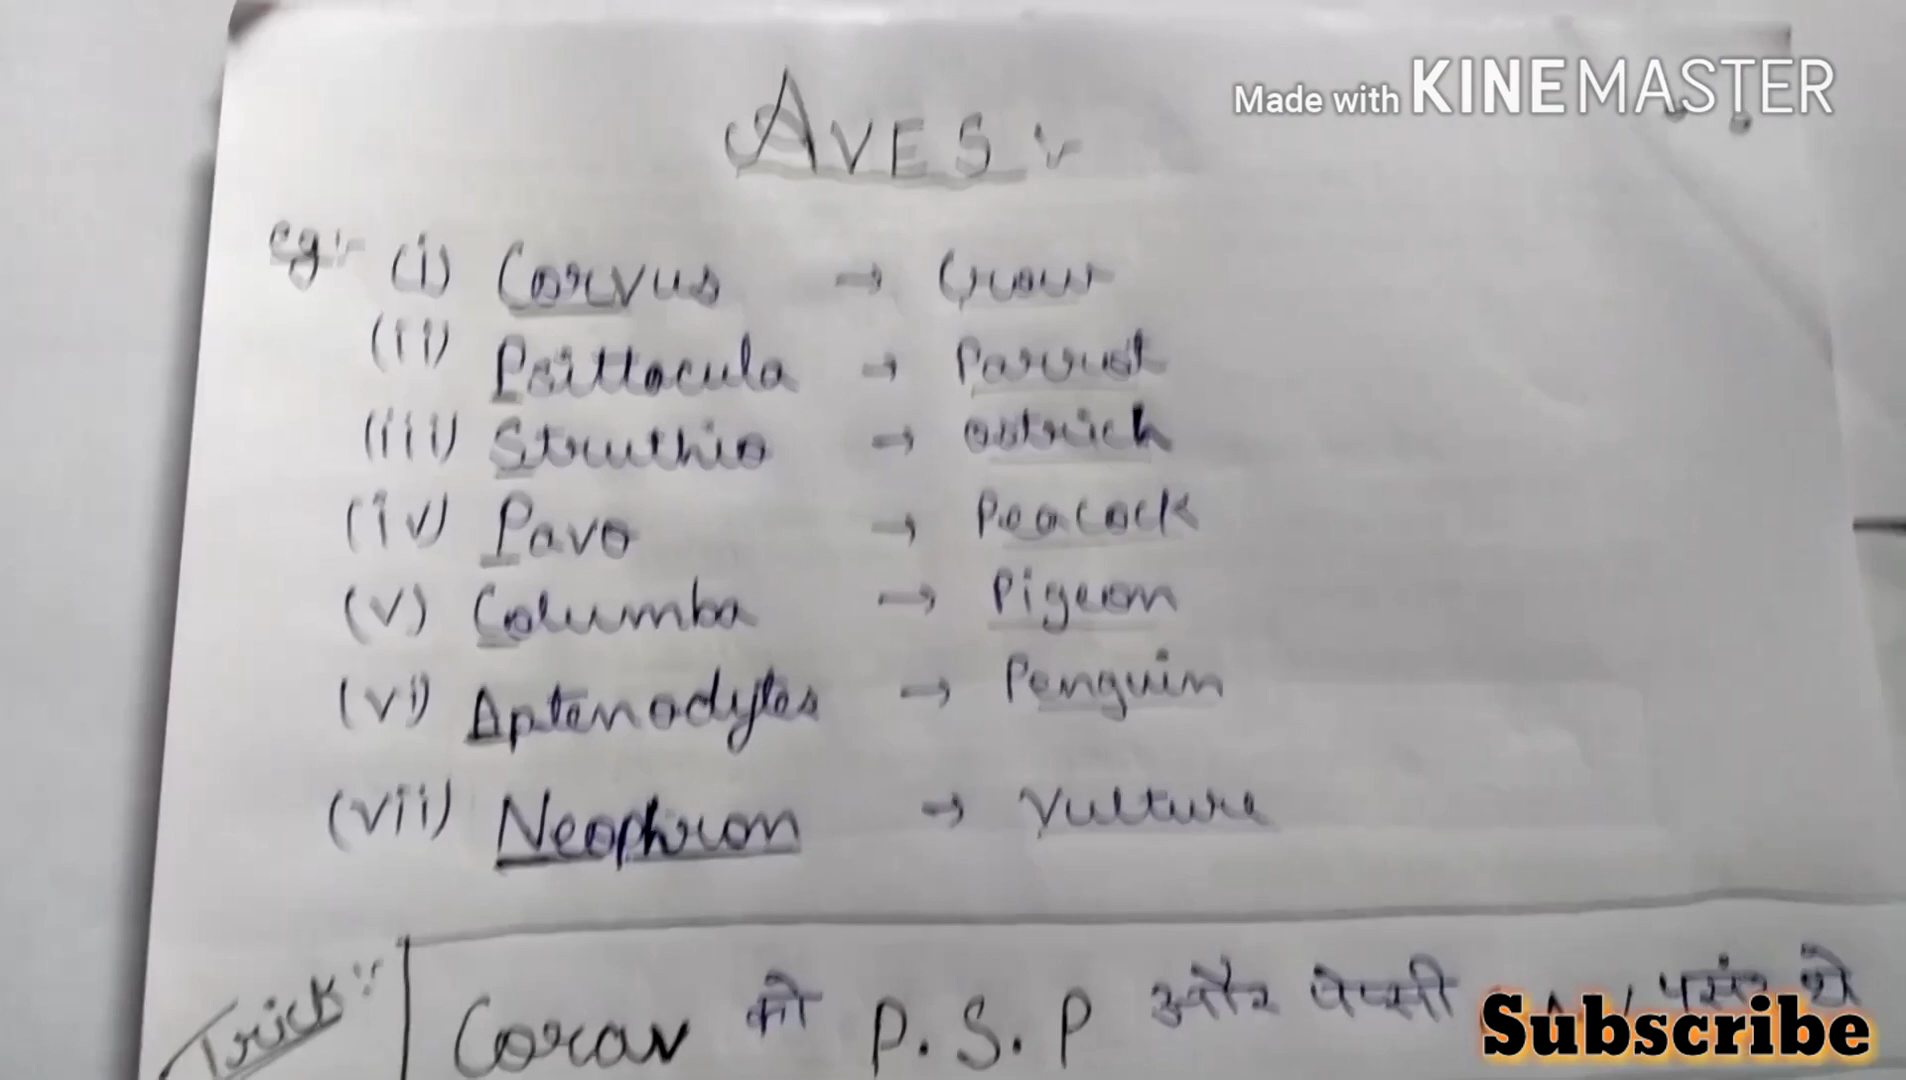 Made with KINEMASTER
AVES :-
eg:- (i) Corvus → Crow
(ii) Psittacula → Parrot
(iii) Struthio → ostrich
(iv) Pavo → Peacock
(v) Columba → Pigeon
(vi) Aptenodytes → Penguin
(vii) Neophron → Vulture
Trick:- Corav को P.S.P और पेप्सी पसंद थे
Subscribe